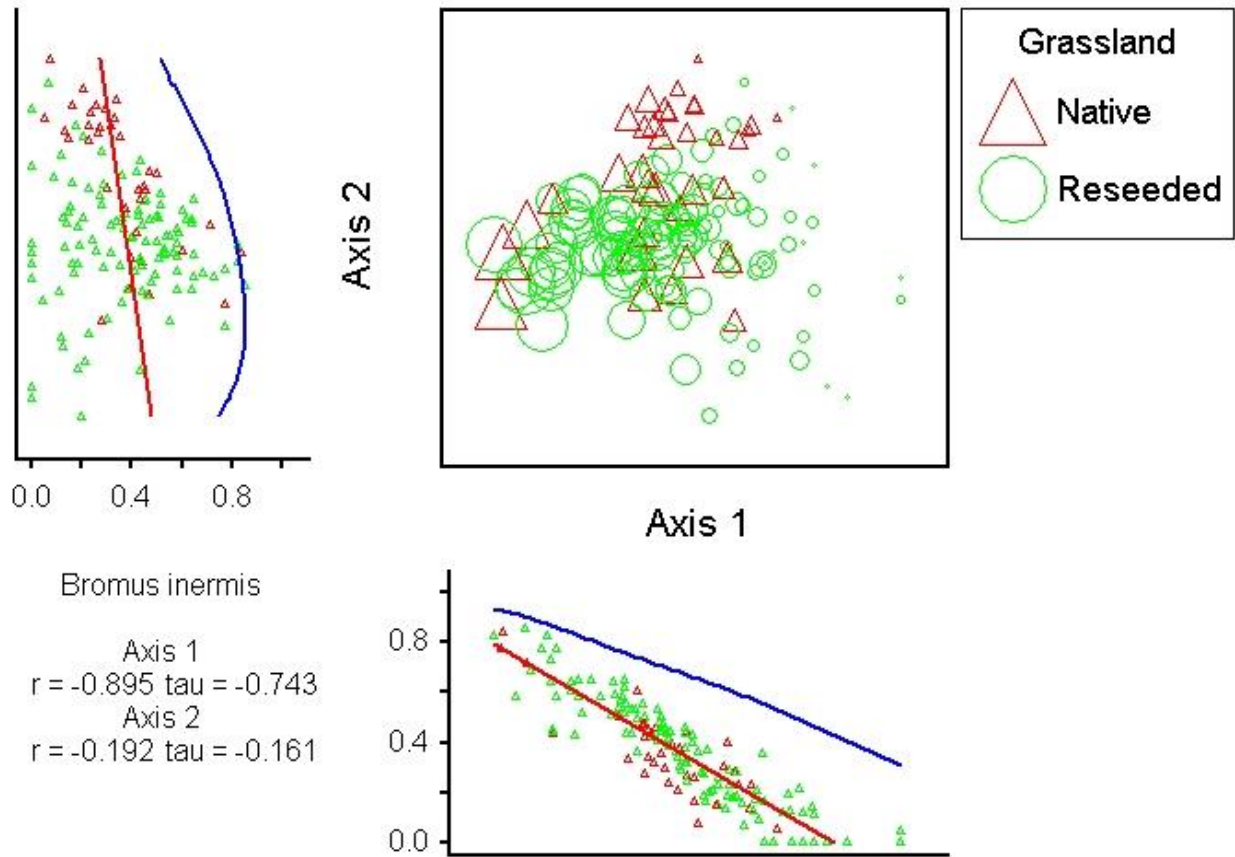 Grassland
Native
Reseeded
Axis 2
0.0 0.4 0.8
Axis 1
Bromus inermis
Axis 1
r = -0.895 tau = -0.743
Axis 2
r = -0.192 tau = -0.161
0.8
0.4
0.0